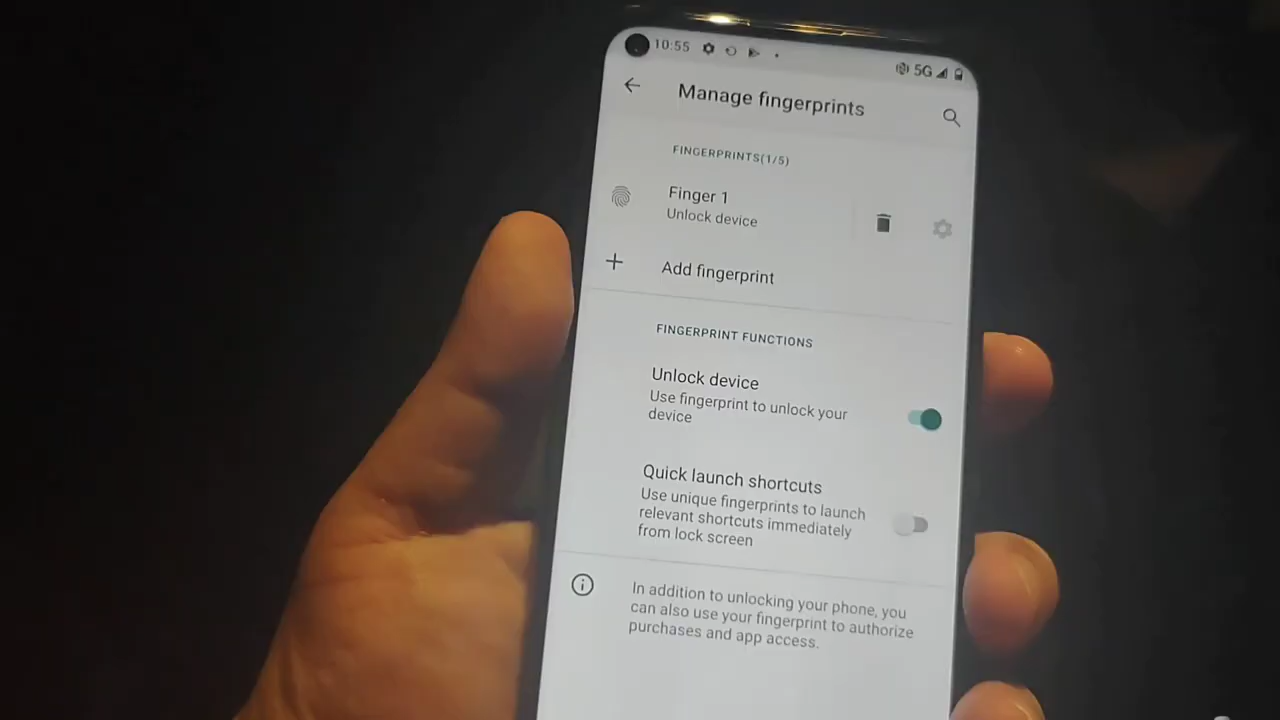 10:55
5G
Manage fingerprints
FINGERPRINTS(1/5)
Finger 1
Unlock device
Add fingerprint
FINGERPRINT FUNCTIONS
Unlock device
Use fingerprint to unlock your
device
Quick launch shortcuts
Use unique fingerprints to launch
relevant shortcuts immediately
from lock screen
In addition to unlocking your phone, you
can also use your fingerprint to authorize
purchases and app access.